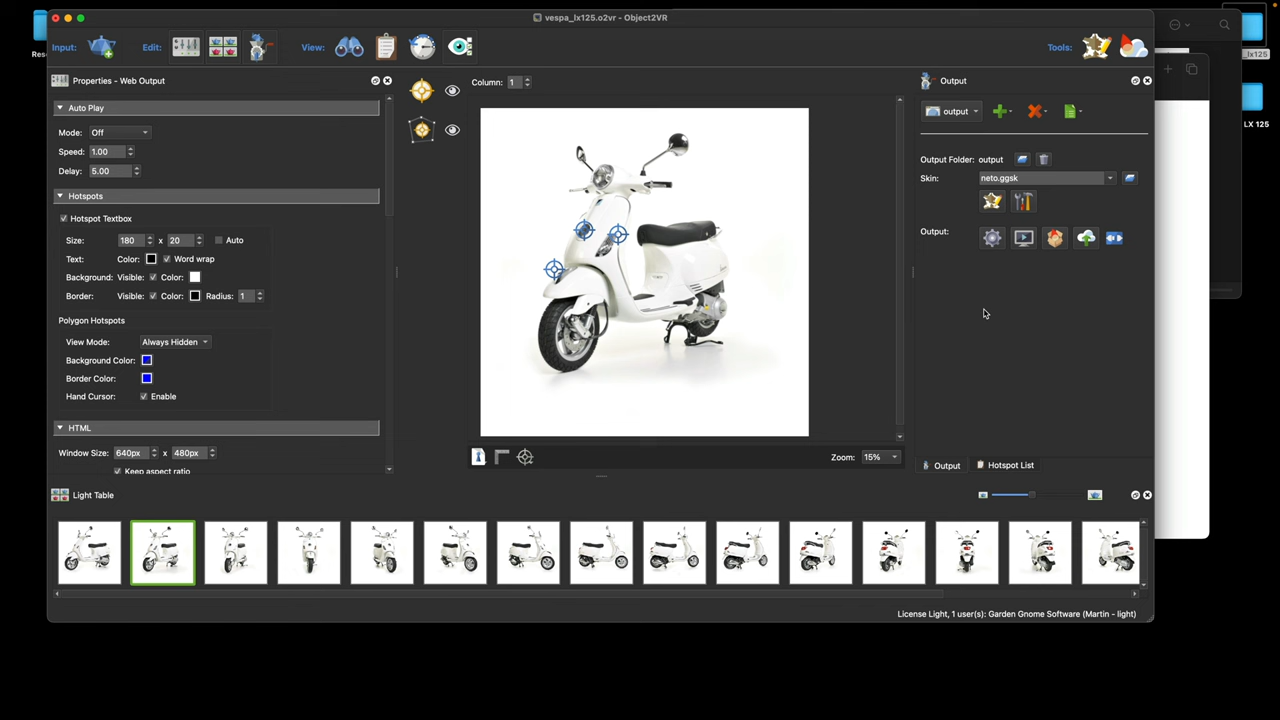 vespa_lx125.o2vr - Object2VR
Res
Input:
Edit:
View:
Tools:
lx125
LX 125
Properties - Web Output
Auto Play
Mode: Off
Speed: 1.00
Delay: 5.00
Hotspots
Hotspot Textbox
Size: 180 x 20 Auto
Text: Color: Word wrap
Background: Visible: Color:
Border: Visible: Color: Radius: 1
Polygon Hotspots
View Mode: Always Hidden
Background Color:
Border Color:
Hand Cursor: Enable
HTML
Window Size: 640px x 480px
Keep aspect ratio
Column: 1
Zoom: 15%
Output
output
Output Folder: output
Skin: neto.ggsk
Output:
Output Hotspot List
Light Table
License Light, 1 user(s): Garden Gnome Software (Martin - light)